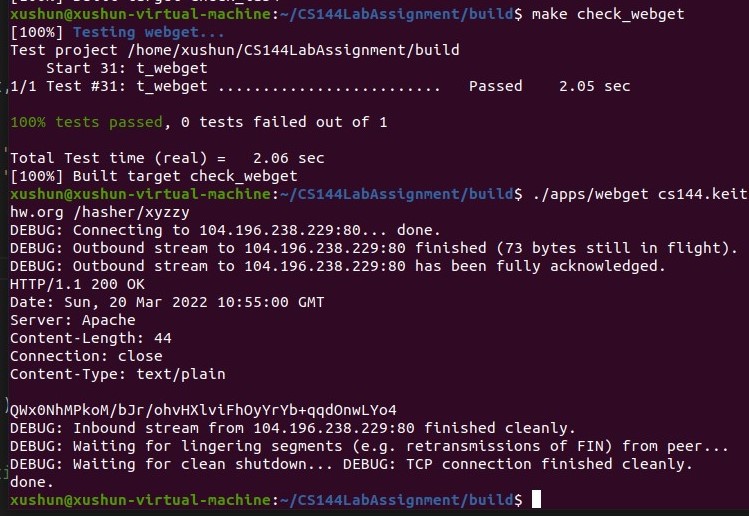 xushun@xushun-virtual-machine:~/CS144LabAssignment/build$ make check_webget
[100%] Testing webget...
Test project /home/xushun/CS144LabAssignment/build
    Start 31: t_webget
1/1 Test #31: t_webget .........................   Passed    2.05 sec

100% tests passed, 0 tests failed out of 1

Total Test time (real) =   2.06 sec
[100%] Built target check_webget
xushun@xushun-virtual-machine:~/CS144LabAssignment/build$ ./apps/webget cs144.keit
hw.org /hasher/xyzzy
DEBUG: Connecting to 104.196.238.229:80... done.
DEBUG: Outbound stream to 104.196.238.229:80 finished (73 bytes still in flight).
DEBUG: Outbound stream to 104.196.238.229:80 has been fully acknowledged.
HTTP/1.1 200 OK
Date: Sun, 20 Mar 2022 10:55:00 GMT
Server: Apache
Content-Length: 44
Connection: close
Content-Type: text/plain

QWx0NhMPkoM/bJr/ohvHXlviFhOyYrYb+qqdOnwLYo4
DEBUG: Inbound stream from 104.196.238.229:80 finished cleanly.
DEBUG: Waiting for lingering segments (e.g. retransmissions of FIN) from peer...
DEBUG: Waiting for clean shutdown... DEBUG: TCP connection finished cleanly.
done.
xushun@xushun-virtual-machine:~/CS144LabAssignment/build$